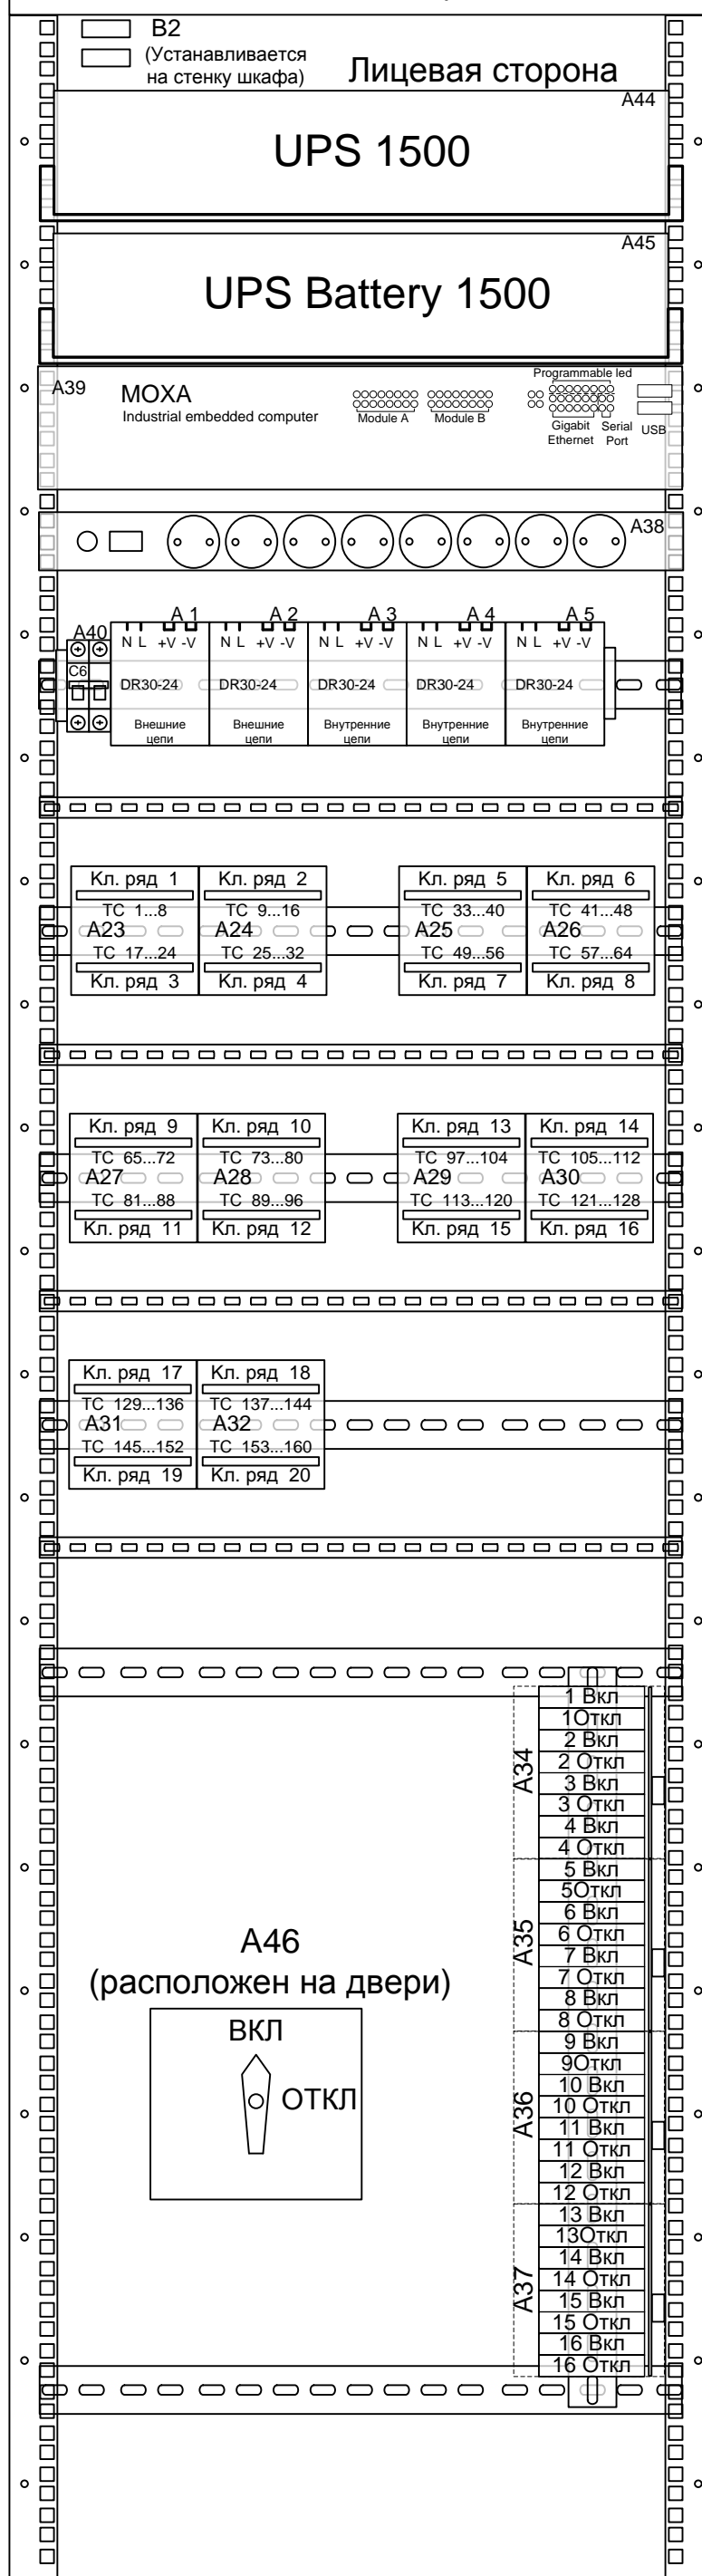 В2
(Устанавливается
на стенку шкафа)
Лицевая сторона
A44
UPS 1500
A45
UPS Battery 1500
A39
MOXA
Industrial embedded computer
Module A
Module B
Programmable led
Gigabit
Ethernet
Serial
Port
USB
A38
A40
C6
A 1
A 2
A 3
A 4
A 5
N L +V -V
N L +V -V
N L +V -V
N L +V -V
N L +V -V
DR30-24
DR30-24
DR30-24
DR30-24
DR30-24
Внешние
цепи
Внешние
цепи
Внутренние
цепи
Внутренние
цепи
Внутренние
цепи
Кл. ряд 1
ТС 1...8
A23
ТС 17...24
Кл. ряд 3
Кл. ряд 2
ТС 9...16
A24
ТС 25...32
Кл. ряд 4
Кл. ряд 5
ТС 33...40
A25
ТС 49...56
Кл. ряд 7
Кл. ряд 6
ТС 41...48
A26
ТС 57...64
Кл. ряд 8
Кл. ряд 9
ТС 65...72
A27
ТС 81...88
Кл. ряд 11
Кл. ряд 10
ТС 73...80
A28
ТС 89...96
Кл. ряд 12
Кл. ряд 13
ТС 97...104
A29
ТС 113...120
Кл. ряд 15
Кл. ряд 14
ТС 105...112
A30
ТС 121...128
Кл. ряд 16
Кл. ряд 17
ТС 129...136
A31
ТС 145...152
Кл. ряд 19
Кл. ряд 18
ТС 137...144
A32
ТС 153...160
Кл. ряд 20
A34
1 Вкл
1Откл
2 Вкл
2 Откл
3 Вкл
3 Откл
4 Вкл
4 Откл
A35
5 Вкл
5Откл
6 Вкл
6 Откл
7 Вкл
7 Откл
8 Вкл
8 Откл
A36
9 Вкл
9Откл
10 Вкл
10 Откл
11 Вкл
11 Откл
12 Вкл
12 Откл
A37
13 Вкл
13Откл
14 Вкл
14 Откл
15 Вкл
15 Откл
16 Вкл
16 Откл
A46
(расположен на двери)
ВКЛ
ОТКЛ